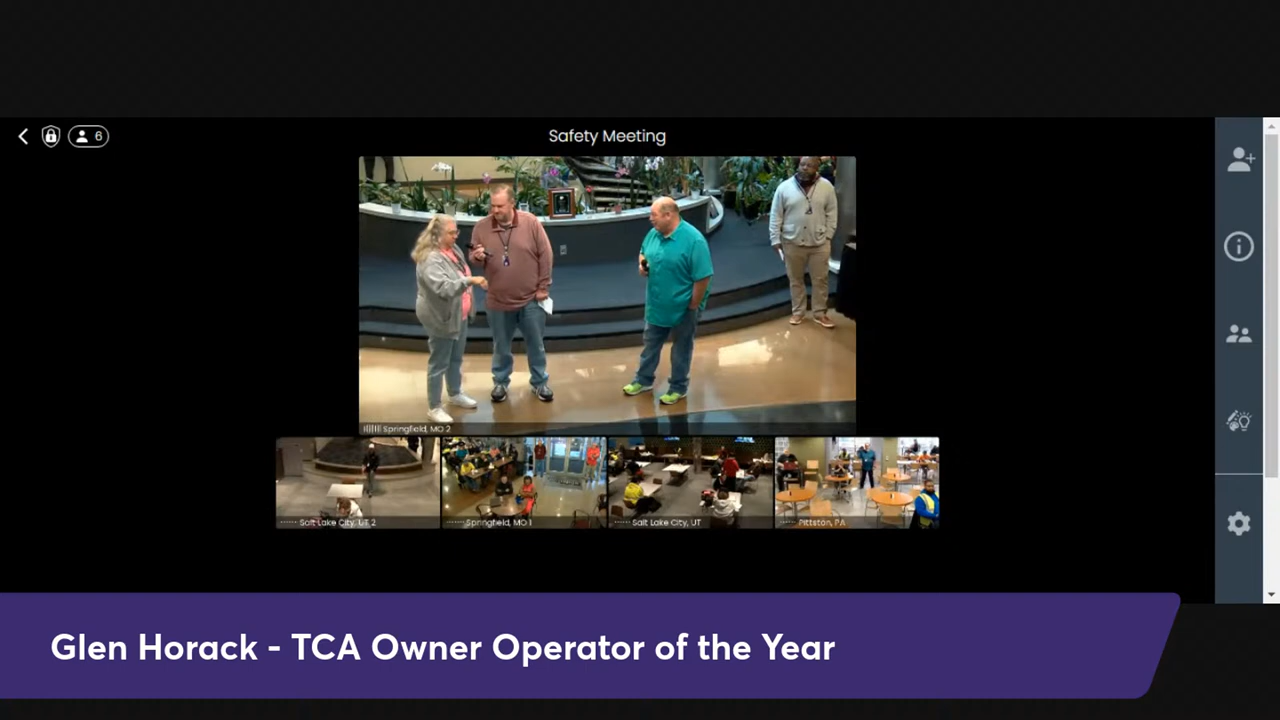 6
Safety Meeting
Springfield, MO 2
Salt Lake City, UT 2
Springfield, MO 1
Salt Lake City, UT
Pittston, PA
Glen Horack - TCA Owner Operator of the Year